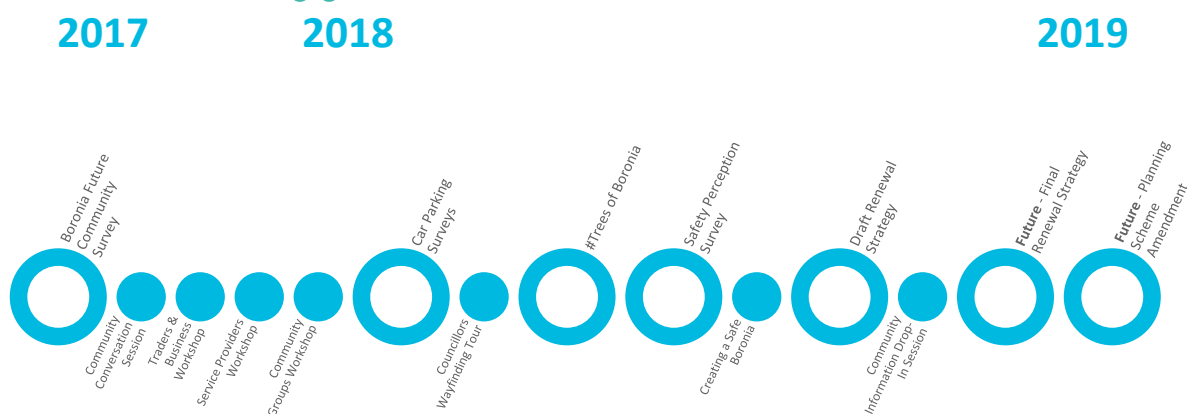 2017
2018
2019
Boronia Future
Community
Survey
Community
Conversation
Session
Traders &
Business
Workshop
Service Providers
Workshop
Community
Groups Workshop
Car Parking
Surveys
Councillors
Wayfinding Tour
#Trees of Boronia
Safety Perception
Survey
Creating a Safe
Boronia
Draft Renewal
Strategy
Community
Information Drop-
In Session
Future - Final
Renewal Strategy
Future - Planning
Scheme
Amendment